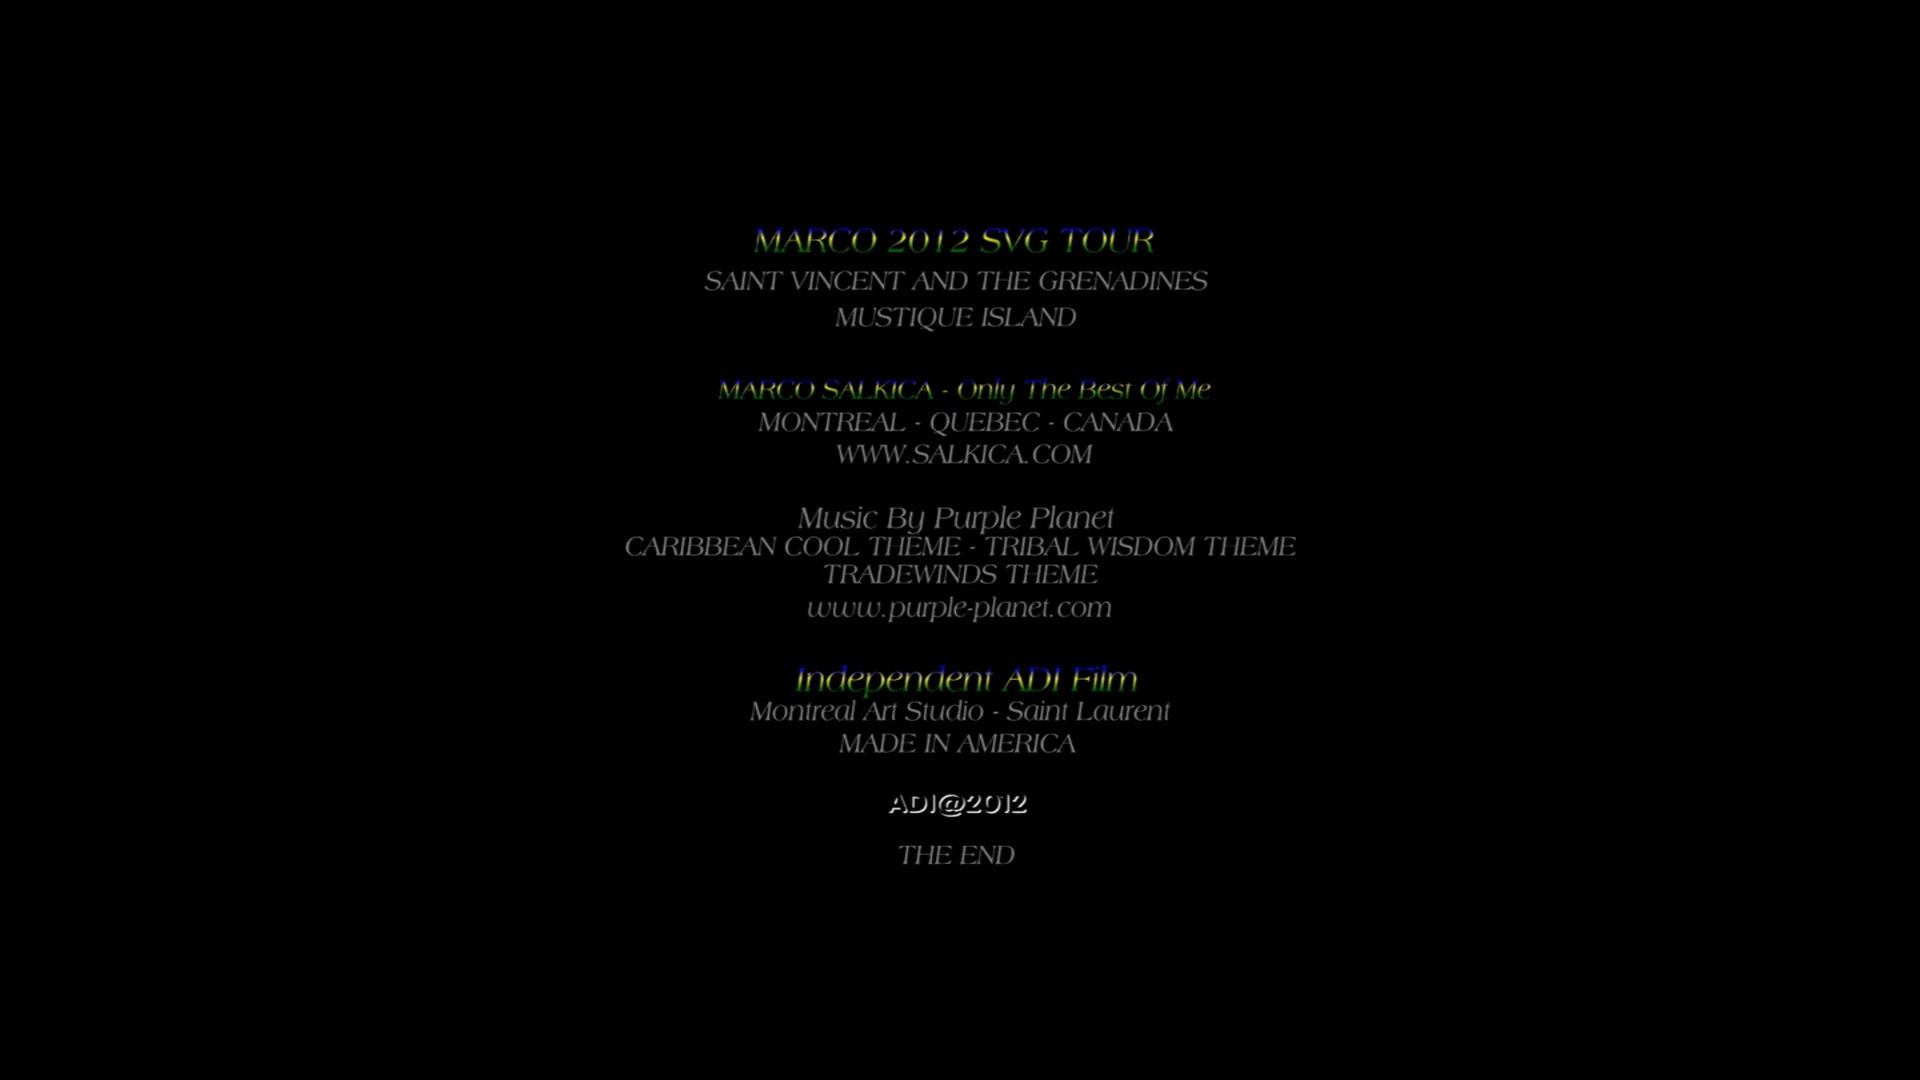 MARCO 2012 SVG TOUR
SAINT VINCENT AND THE GRENADINES
MUSTIQUE ISLAND
MARCO SALKICA - Only The Best Of Me
MONTREAL - QUEBEC - CANADA
WWW.SALKICA.COM
Music By Purple Planet
CARIBBEAN COOL THEME - TRIBAL WISDOM THEME
TRADEWINDS THEME
www.purple-planet.com
Independent ADI Film
Montreal Art Studio - Saint Laurent
MADE IN AMERICA
ADI@2012
THE END